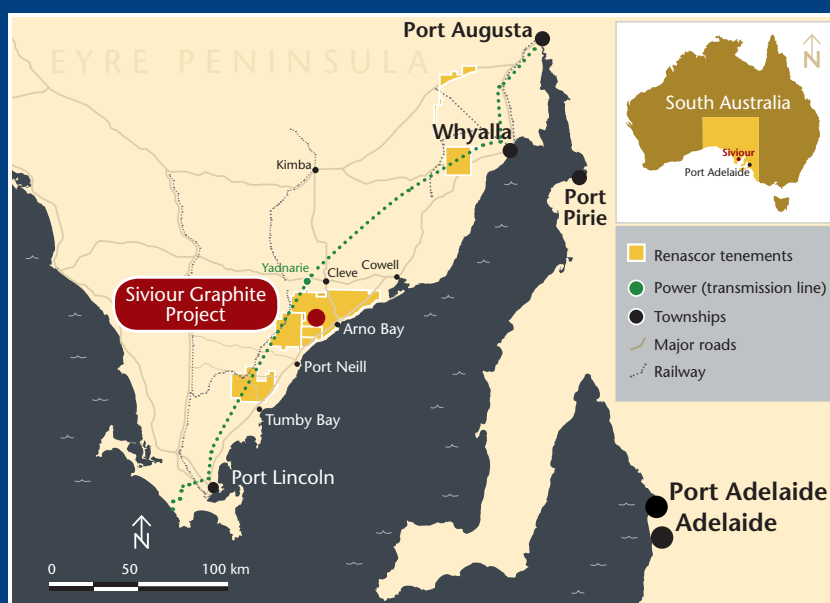 EYRE PENINSULA
Port Augusta
Whyalla
Kimba
Port
Pirie
Yadnarie
Cleve
Cowell
Siviour Graphite
Project
Arno Bay
Port Neill
Tumby Bay
Port Lincoln
Port Adelaide
Adelaide
N
0 50 100 km
N
South Australia
Siviour
Port Adelaide
Renascor tenements
Power (transmission line)
Townships
Major roads
Railway